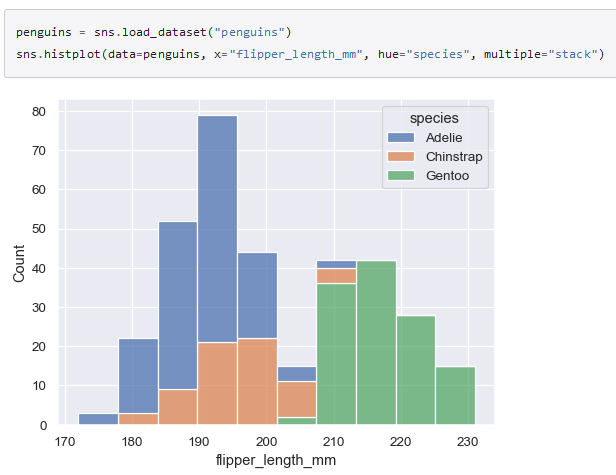 penguins = sns.load_dataset("penguins")
sns.histplot(data=penguins, x="flipper_length_mm", hue="species", multiple="stack")
80
70
60
50
40
30
20
10
0
Count
species
Adelie
Chinstrap
Gentoo
170 180 190 200 210 220 230
flipper_length_mm